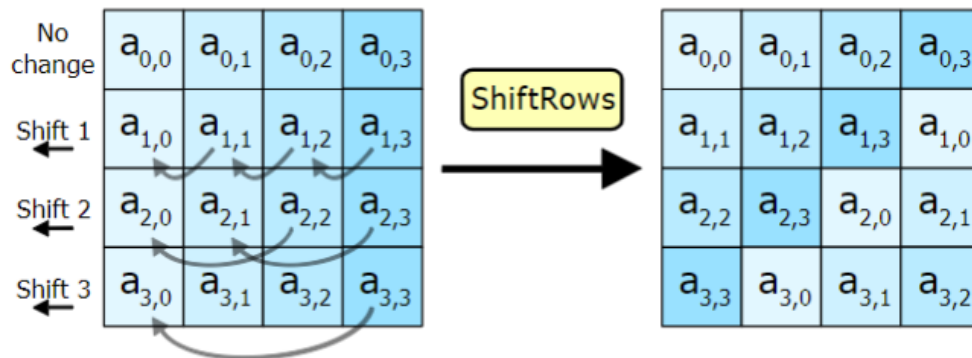 No change a0,0 a0,1 a0,2 a0,3
Shift 1 a1,0 a1,1 a1,2 a1,3
Shift 2 a2,0 a2,1 a2,2 a2,3
Shift 3 a3,0 a3,1 a3,2 a3,3
ShiftRows
a0,0 a0,1 a0,2 a0,3
a1,1 a1,2 a1,3 a1,0
a2,2 a2,3 a2,0 a2,1
a3,3 a3,0 a3,1 a3,2